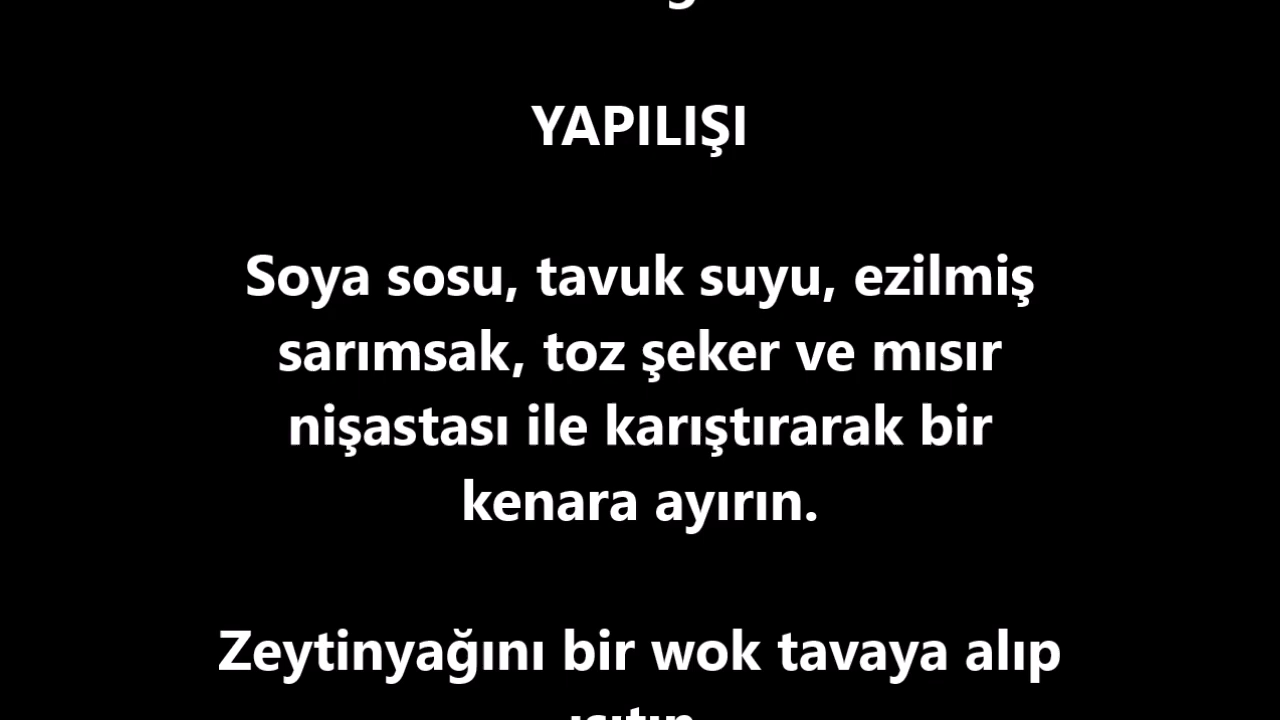 YAPILIŞI
Soya sosu, tavuk suyu, ezilmiş
sarımsak, toz şeker ve mısır
nişastası ile karıştırarak bir
kenara ayırın.
Zeytinyağını bir wok tavaya alıp